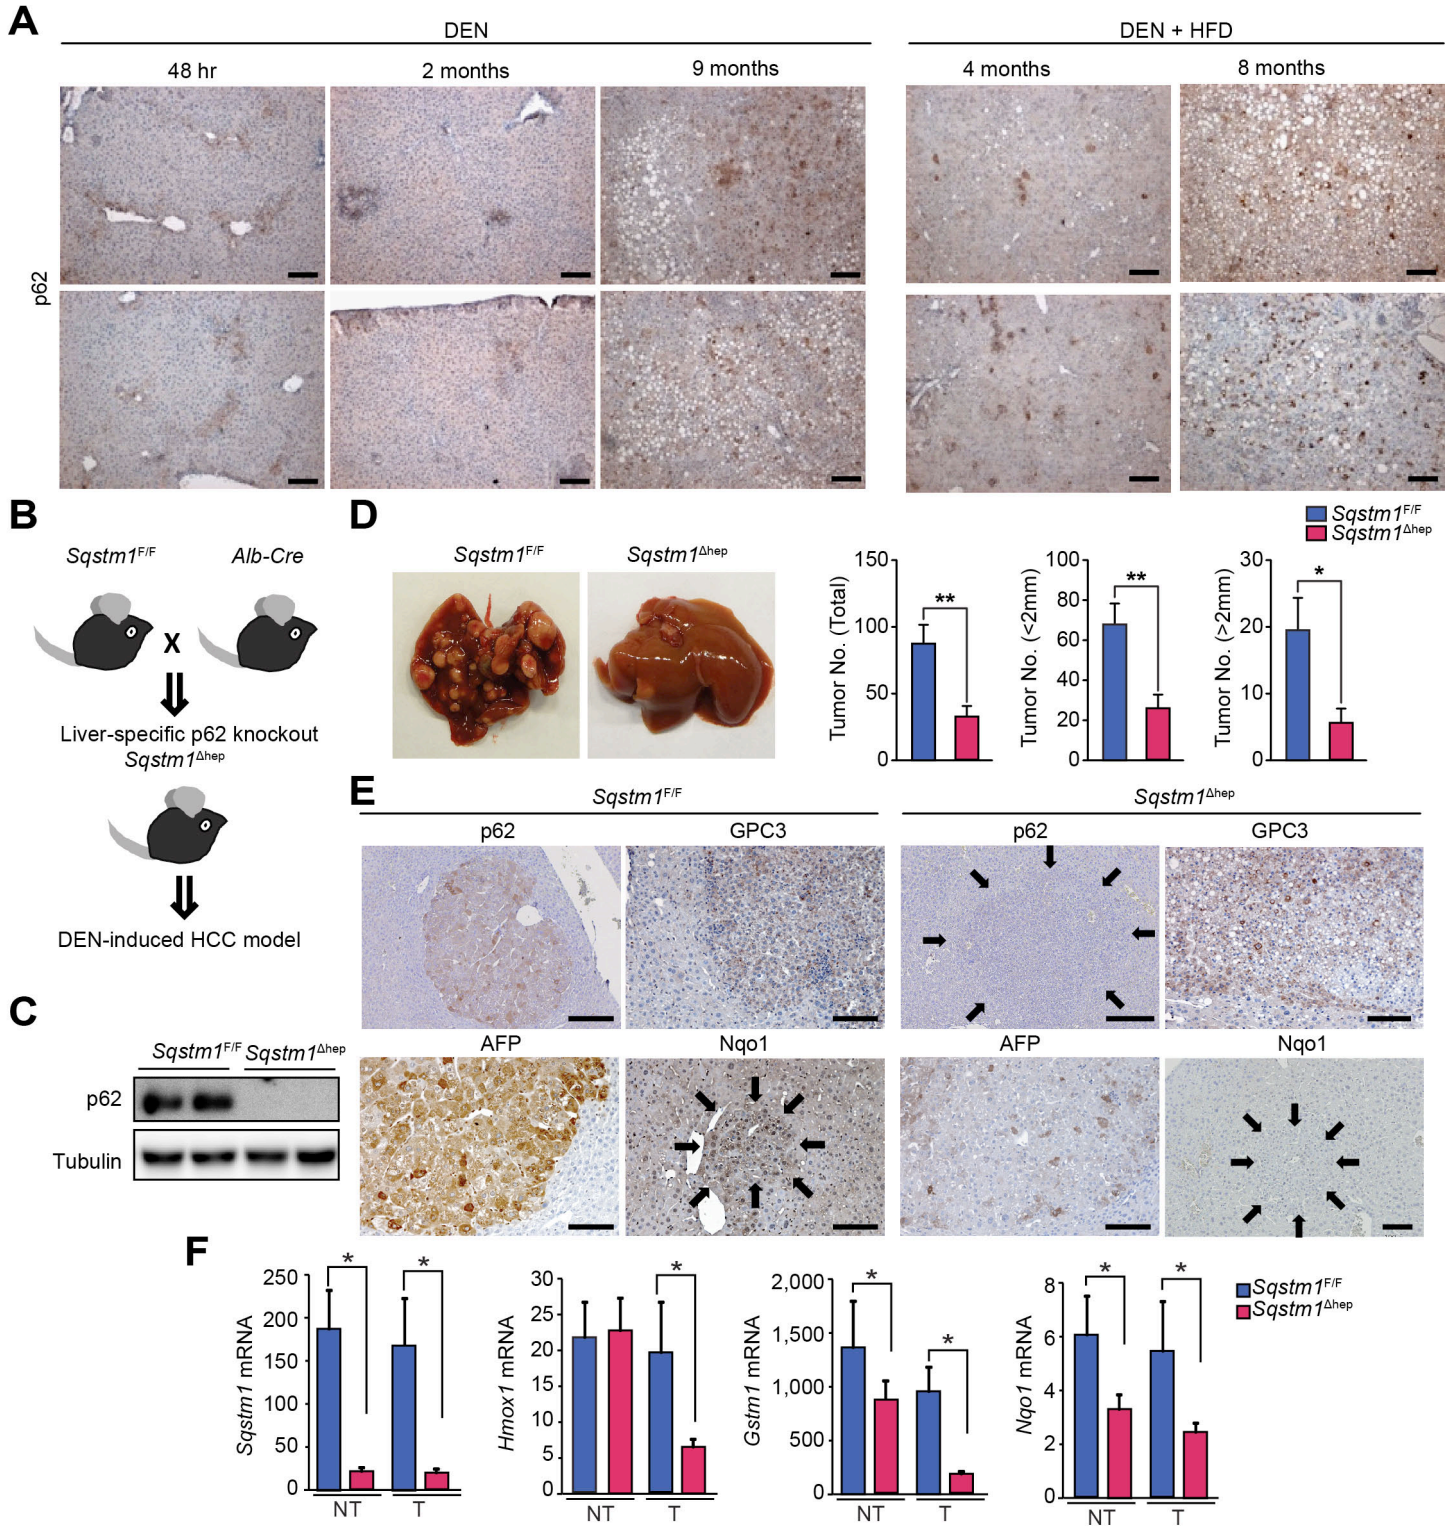 A
DEN
DEN + HFD
48 hr
2 months
9 months
4 months
8 months
p62
B
Sqstm1F/F
Alb-Cre
X
Liver-specific p62 knockout
Sqstm1Δhep
DEN-induced HCC model
C
Sqstm1F/F Sqstm1Δhep
p62
Tubulin
D
Sqstm1F/F
Sqstm1Δhep
Sqstm1F/F
Sqstm1Δhep
Tumor No. (Total)
150
100
50
0
**
Tumor No. (<2mm)
100
80
60
40
20
0
**
Tumor No. (>2mm)
30
20
10
0
*
E
Sqstm1F/F
Sqstm1Δhep
p62
GPC3
p62
GPC3
AFP
Nqo1
AFP
Nqo1
F
Sqstm1 mRNA
250
200
150
100
50
0
*
*
NT
T
Hmox1 mRNA
30
25
20
15
10
5
0
*
NT
T
Gstm1 mRNA
2,000
1,500
1,000
500
0
*
*
NT
T
Nqo1 mRNA
8
6
4
2
0
*
*
NT
T
Sqstm1F/F
Sqstm1Δhep